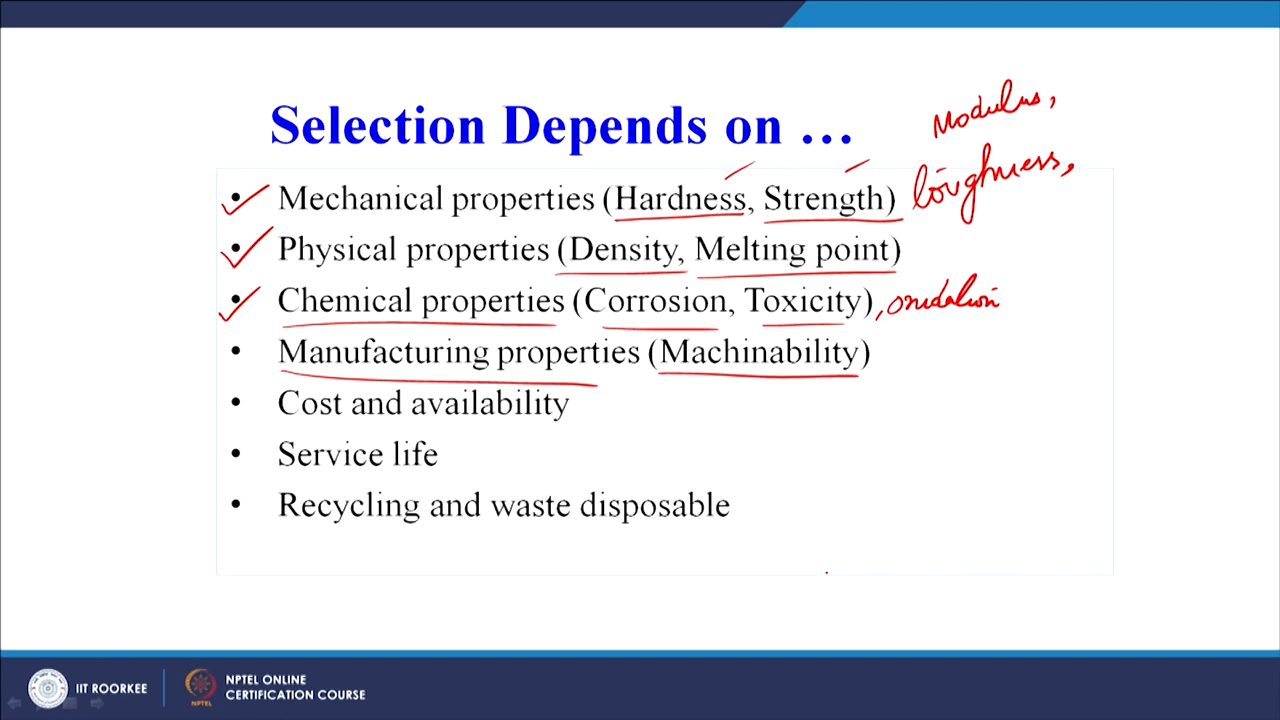 Selection Depends on …
Modulus,
• Mechanical properties (Hardness, Strength) toughness,
• Physical properties (Density, Melting point)
• Chemical properties (Corrosion, Toxicity), oxidation
• Manufacturing properties (Machinability)
• Cost and availability
• Service life
• Recycling and waste disposable
IIT ROORKEE
NPTEL ONLINE
CERTIFICATION COURSE
NPTEL